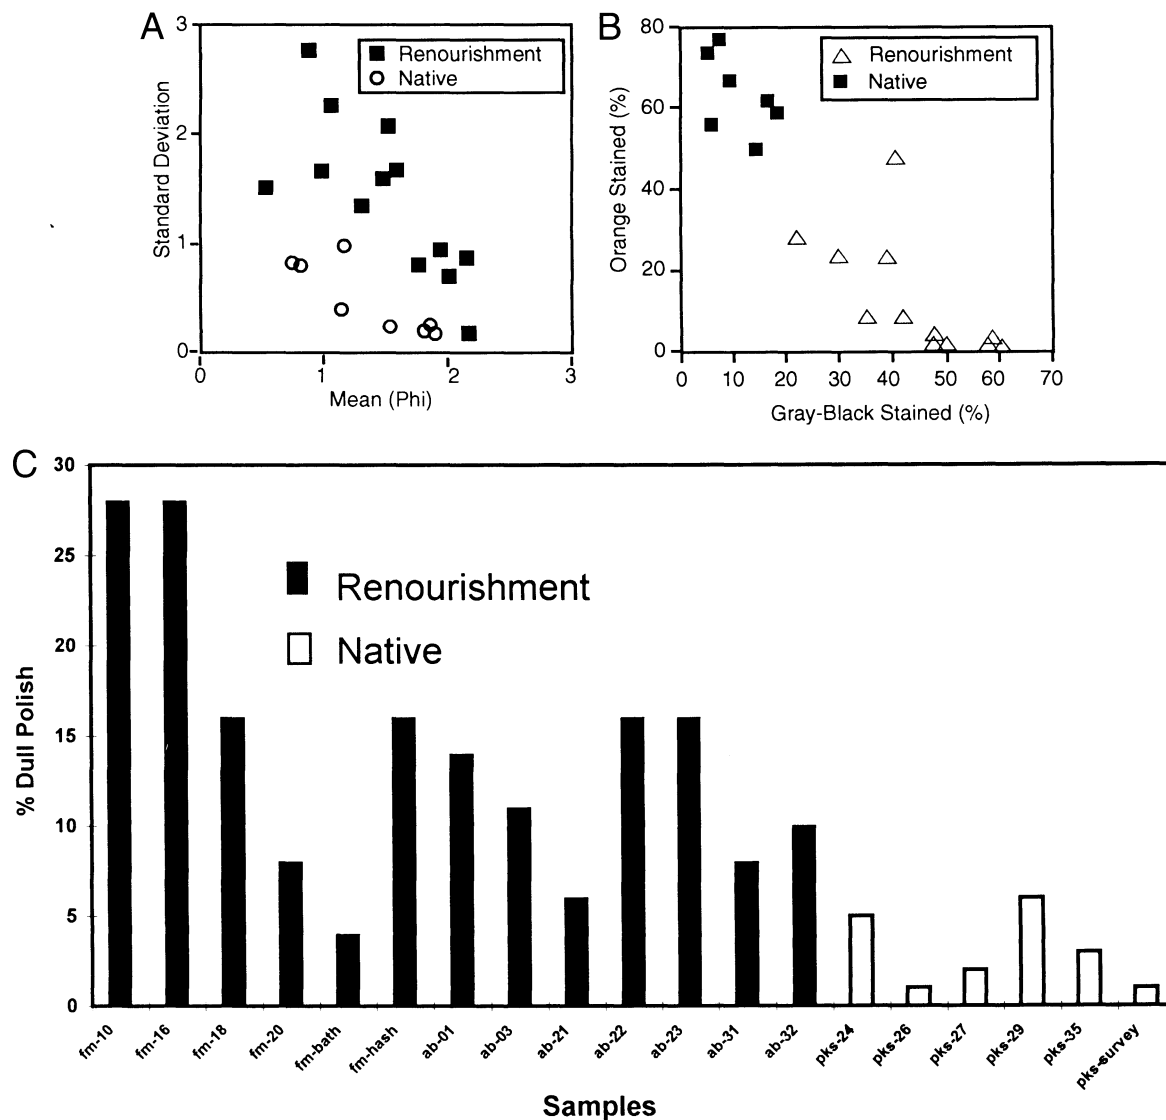 A
3
2
1
0
Standard Deviation
Renourishment
Native
0
1
2
3
Mean (Phi)
B
80
60
40
20
0
Orange Stained (%)
Renourishment
Native
0
10
20
30
40
50
60
70
Gray-Black Stained (%)
C
30
25
20
15
10
5
0
% Dull Polish
Renourishment
Native
fm-10
fm-16
fm-18
fm-20
fm-bath
fm-hash
ab-01
ab-03
ab-21
ab-22
ab-23
ab-31
ab-32
pks-24
pks-26
pks-27
pks-29
pks-35
pks-survey
Samples